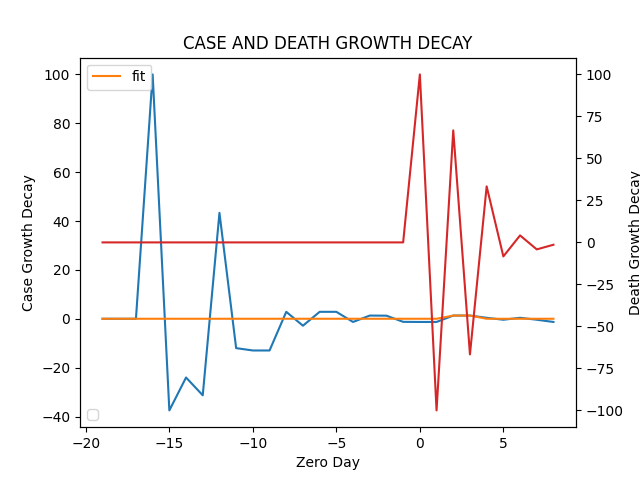 CASE AND DEATH GROWTH DECAY
fit
Case Growth Decay
100
80
60
40
20
0
−20
−40
Death Growth Decay
100
75
50
25
0
−25
−50
−75
−100
−20 −15 −10 −5 0 5
Zero Day